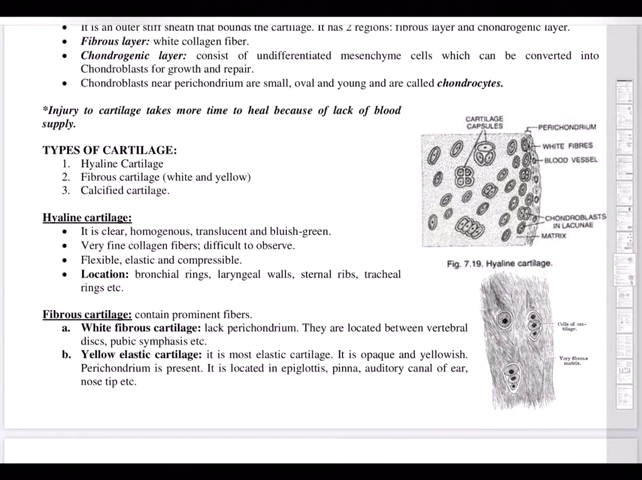 It is an outer stiff sheath that bounds the cartilage. It has 2 regions: fibrous layer and chondrogenic layer.
Fibrous layer: white collagen fiber.
Chondrogenic layer: consist of undifferentiated mesenchyme cells which can be converted into
Chondroblasts for growth and repair.
Chondroblasts near perichondrium are small, oval and young and are called chondrocytes.
*Injury to cartilage takes more time to heal because of lack of blood
supply.
TYPES OF CARTILAGE:
1. Hyaline Cartilage
2. Fibrous cartilage (white and yellow)
3. Calcified cartilage.
Hyaline cartilage:
It is clear, homogenous, translucent and bluish-green.
Very fine collagen fibers; difficult to observe.
Flexible, elastic and compressible.
Location: bronchial rings, laryngeal walls, sternal ribs, tracheal
rings etc.
Fibrous cartilage: contain prominent fibers.
a. White fibrous cartilage: lack perichondrium. They are located between vertebral
discs, pubic symphasis etc.
b. Yellow elastic cartilage: it is most elastic cartilage. It is opaque and yellowish.
Perichondrium is present. It is located in epiglottis, pinna, auditory canal of ear,
nose tip etc.
CARTILAGE
CAPSULES
PERICHONDRIUM
WHITE FIBRES
BLOOD VESSEL
CHONDROBLASTS
IN LACUNAE
MATRIX
Fig. 7.19. Hyaline cartilage.
Cells of car-
tilage.
Very fibrous
matrix.